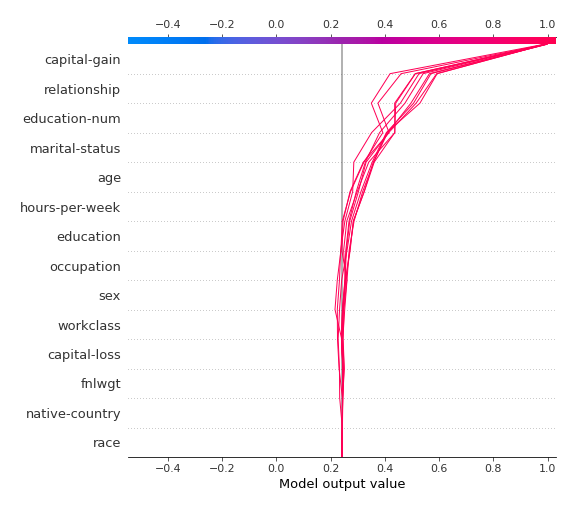 −0.4 −0.2 0.0 0.2 0.4 0.6 0.8 1.0
capital-gain
relationship
education-num
marital-status
age
hours-per-week
education
occupation
sex
workclass
capital-loss
fnlwgt
native-country
race
−0.4 −0.2 0.0 0.2 0.4 0.6 0.8 1.0
Model output value